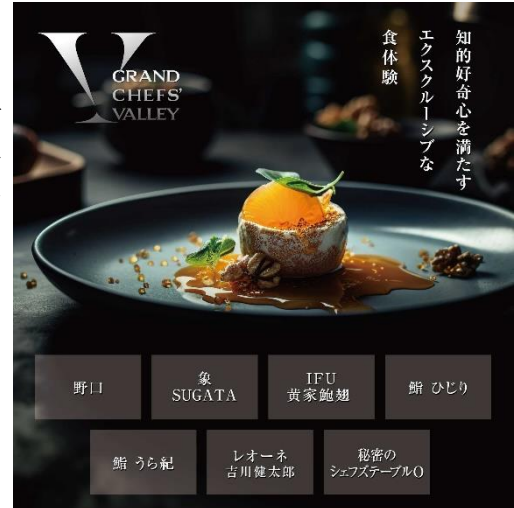 GRAND
CHEFS'
VALLEY
知的好奇心を満たす
エクスクルーシブな
食体験
野口
象
SUGATA
IFU
黄家鮑翅
鮨 ひじり
鮨 うら紀
レオーネ
吉川健太郎
秘密の
シェフズテーブルO